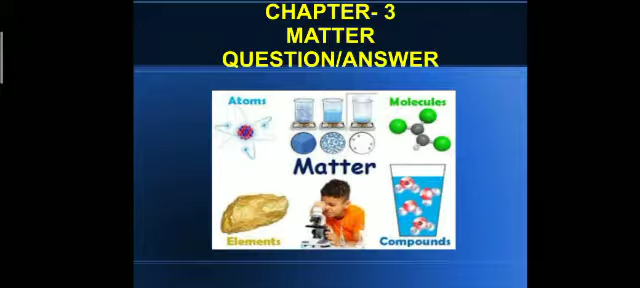 CHAPTER- 3
MATTER
QUESTION/ANSWER
Atoms
Molecules
Matter
Elements
Compounds